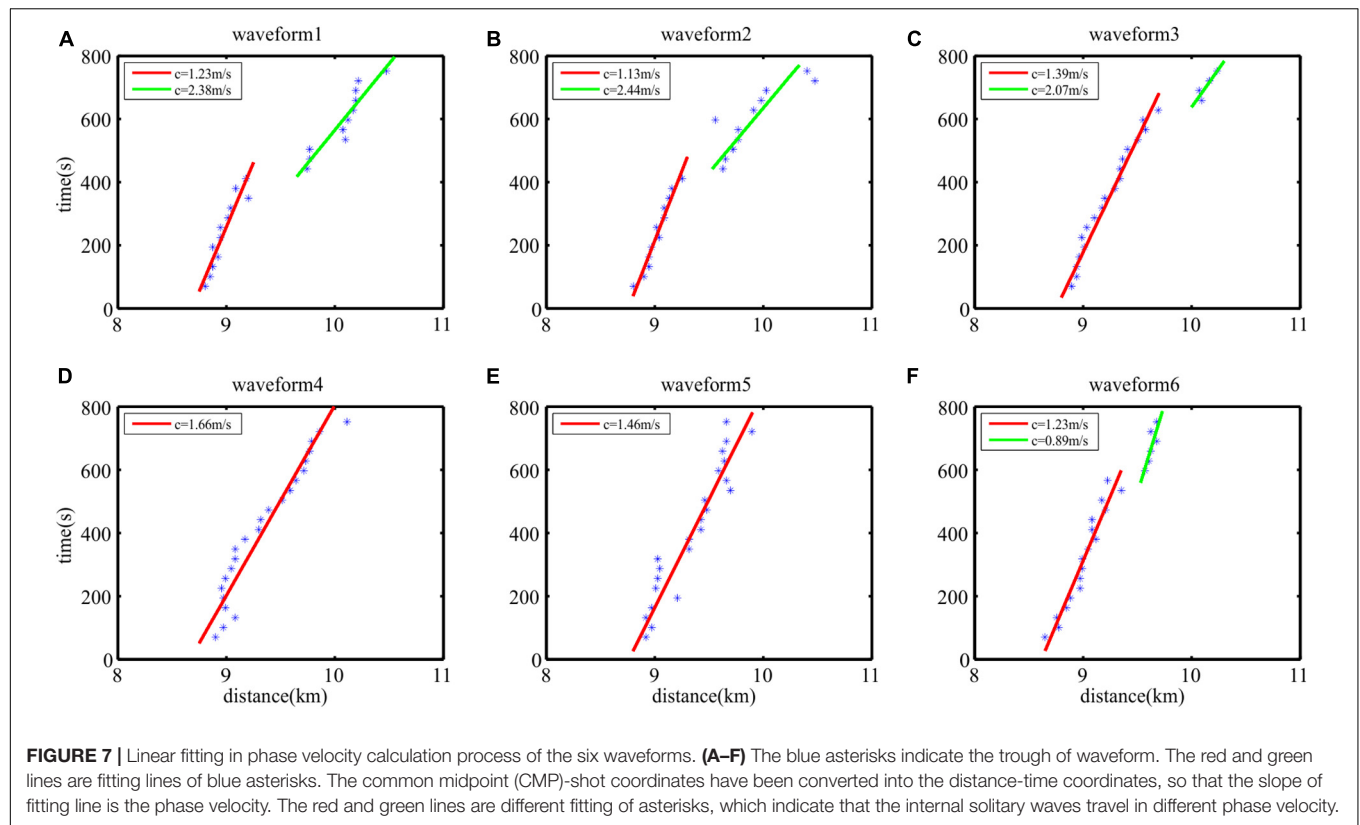 A
waveform1
800
600
400
200
0
time(s)
c=1.23m/s
c=2.38m/s
8 9 10 11
B
waveform2
800
600
400
200
0
c=1.13m/s
c=2.44m/s
8 9 10 11
C
waveform3
800
600
400
200
0
c=1.39m/s
c=2.07m/s
8 9 10 11
D
waveform4
800
600
400
200
0
time(s)
c=1.66m/s
8 9 10 11
distance(km)
E
waveform5
800
600
400
200
0
c=1.46m/s
8 9 10 11
distance(km)
F
waveform6
800
600
400
200
0
c=1.23m/s
c=0.89m/s
8 9 10 11
distance(km)
FIGURE 7 | Linear fitting in phase velocity calculation process of the six waveforms. (A–F) The blue asterisks indicate the trough of waveform. The red and green
lines are fitting lines of blue asterisks. The common midpoint (CMP)-shot coordinates have been converted into the distance-time coordinates, so that the slope of
fitting line is the phase velocity. The red and green lines are different fitting of asterisks, which indicate that the internal solitary waves travel in different phase velocity.